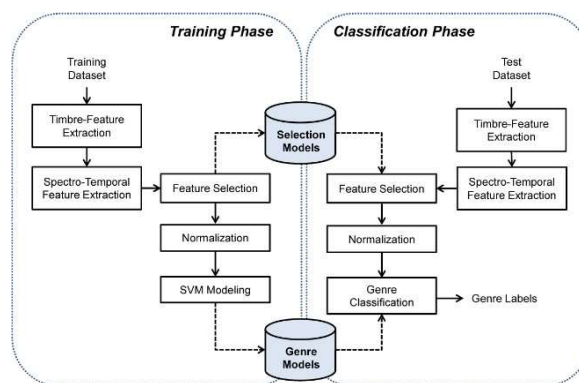 Training Phase
Training
Dataset
Timbre-Feature
Extraction
Spectro-Temporal
Feature Extraction
Feature Selection
Normalization
SVM Modeling
Selection
Models
Genre
Models
Classification Phase
Test
Dataset
Timbre-Feature
Extraction
Spectro-Temporal
Feature Extraction
Feature Selection
Normalization
Genre
Classification
Genre Labels